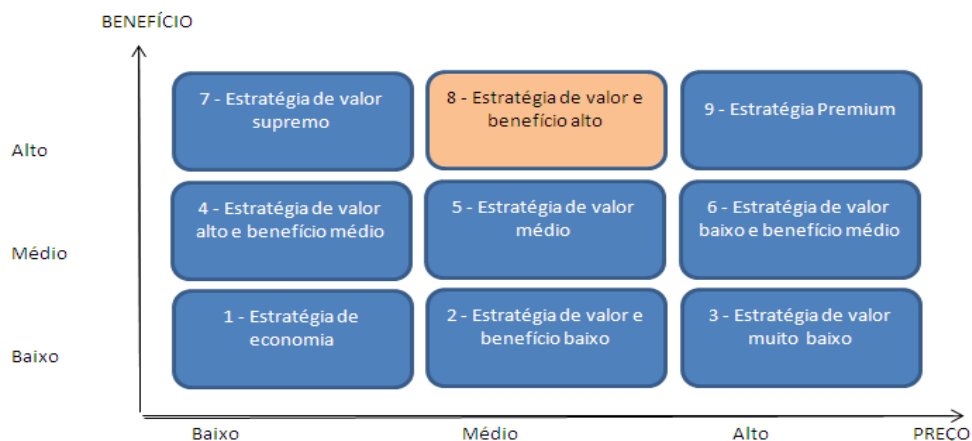 BENEFÍCIO
7 - Estratégia de valor
supremo
8 - Estratégia de valor e
benefício alto
9 - Estratégia Premium
Alto
4 - Estratégia de valor
alto e benefício médio
5 - Estratégia de valor
médio
6 - Estratégia de valor
baixo e benefício médio
Médio
1 - Estratégia de
economia
2 - Estratégia de valor e
benefício baixo
3 - Estratégia de valor
muito baixo
Baixo
Baixo
Médio
Alto
PREÇO